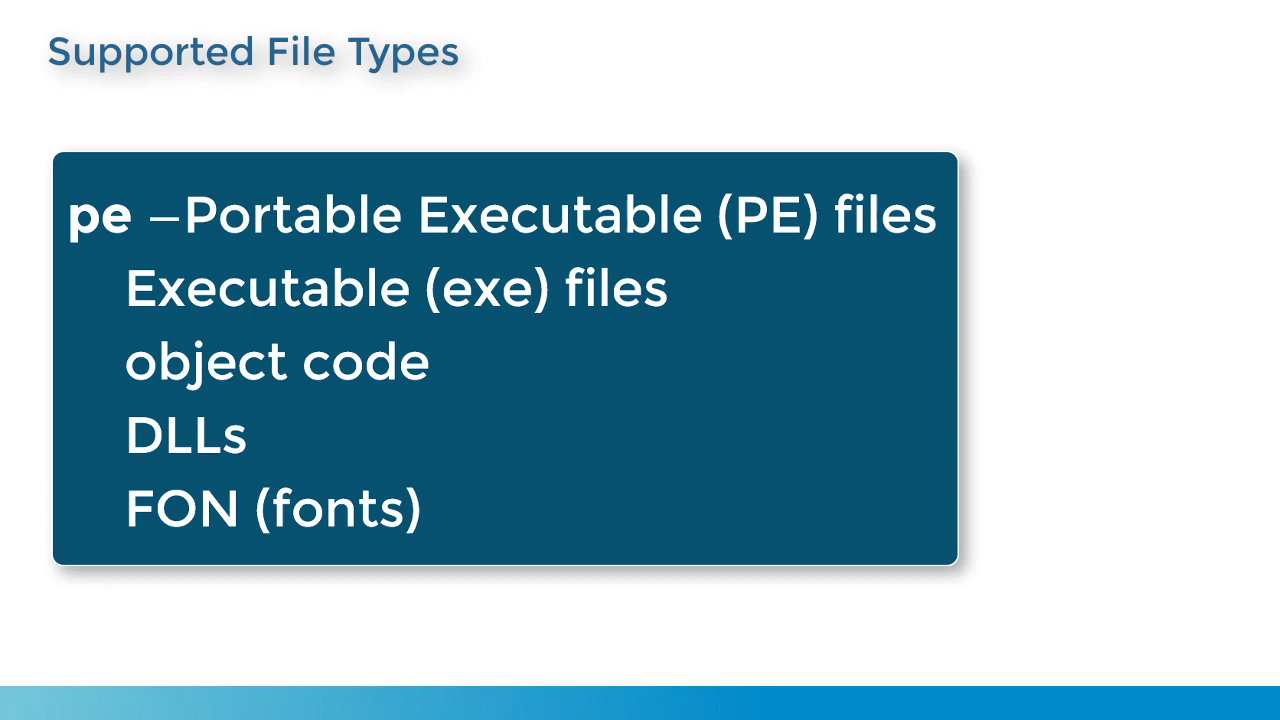 Supported File Types
pe –Portable Executable (PE) files
Executable (exe) files
object code
DLLs
FON (fonts)